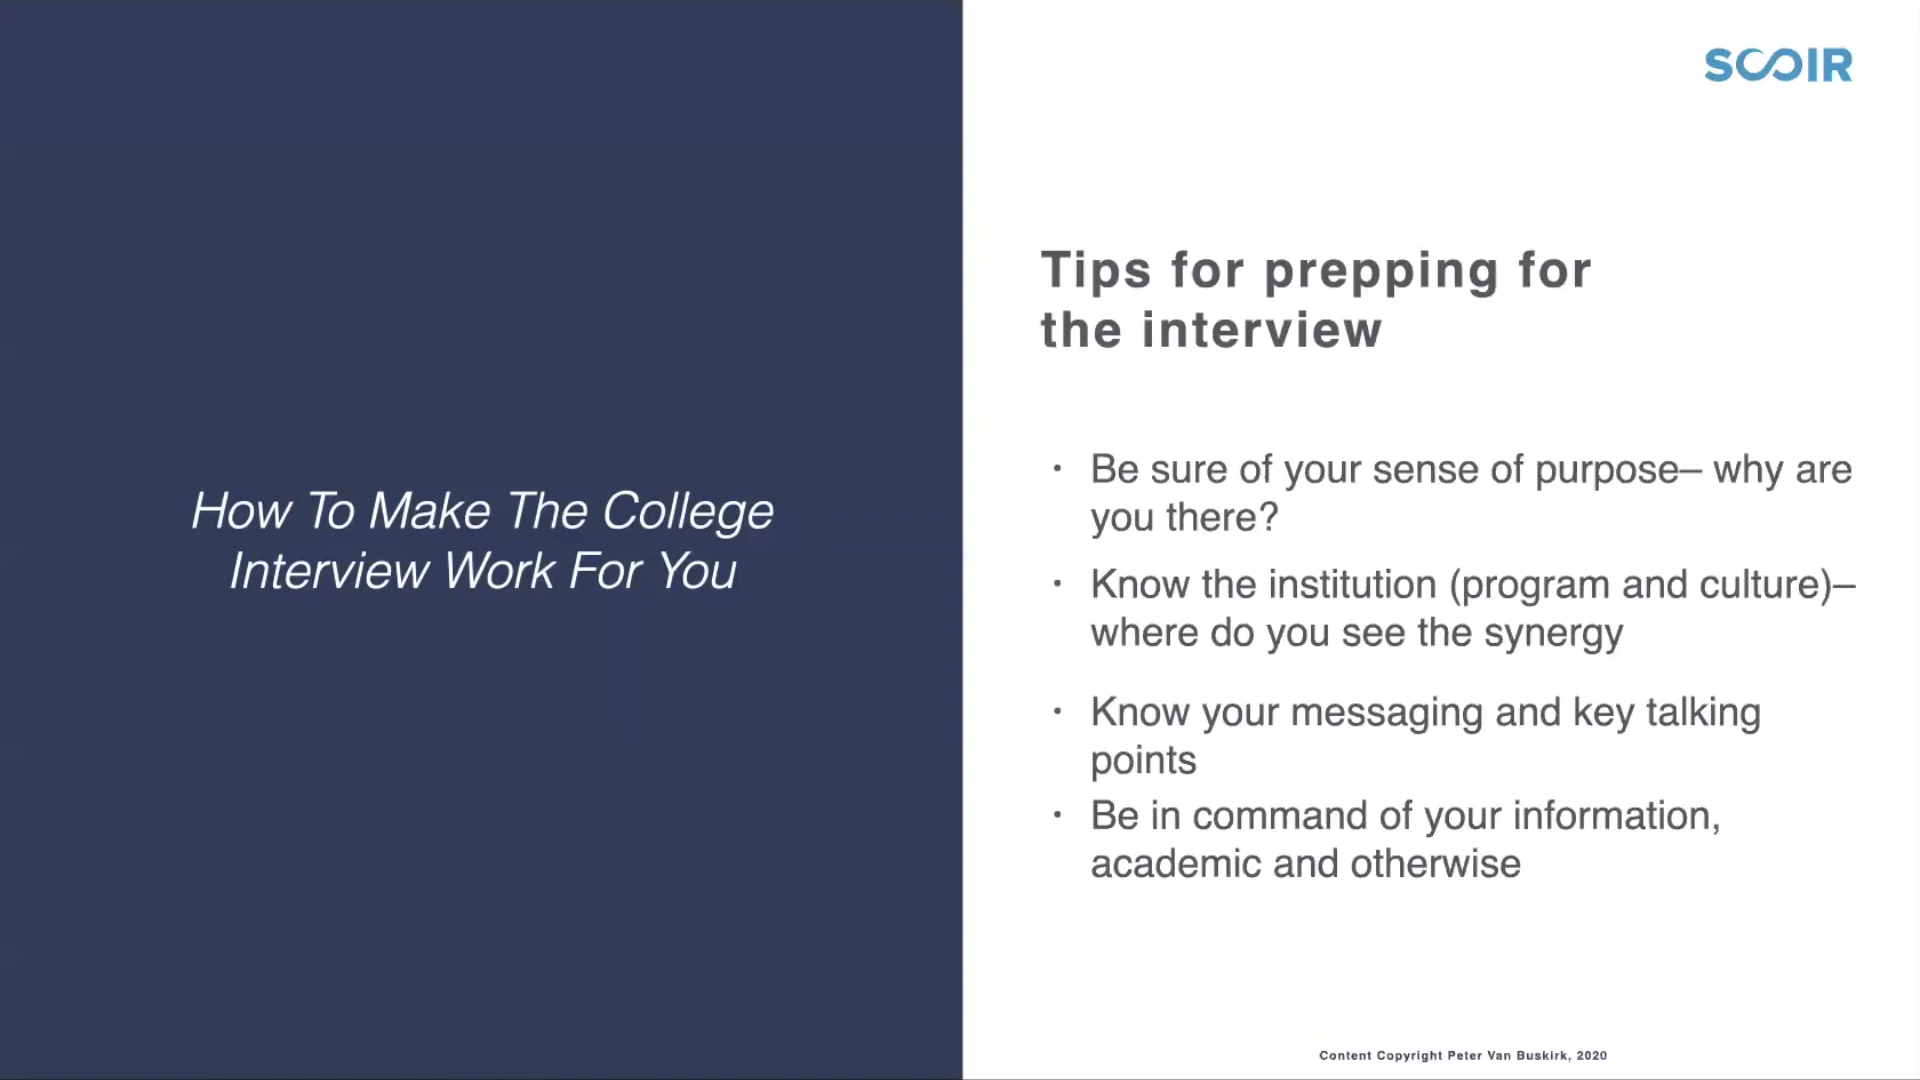 SCOIR
How To Make The College
Interview Work For You
Tips for prepping for
the interview
· Be sure of your sense of purpose– why are
you there?
· Know the institution (program and culture)–
where do you see the synergy
· Know your messaging and key talking
points
· Be in command of your information,
academic and otherwise
Content Copyright Peter Van Buskirk, 2020